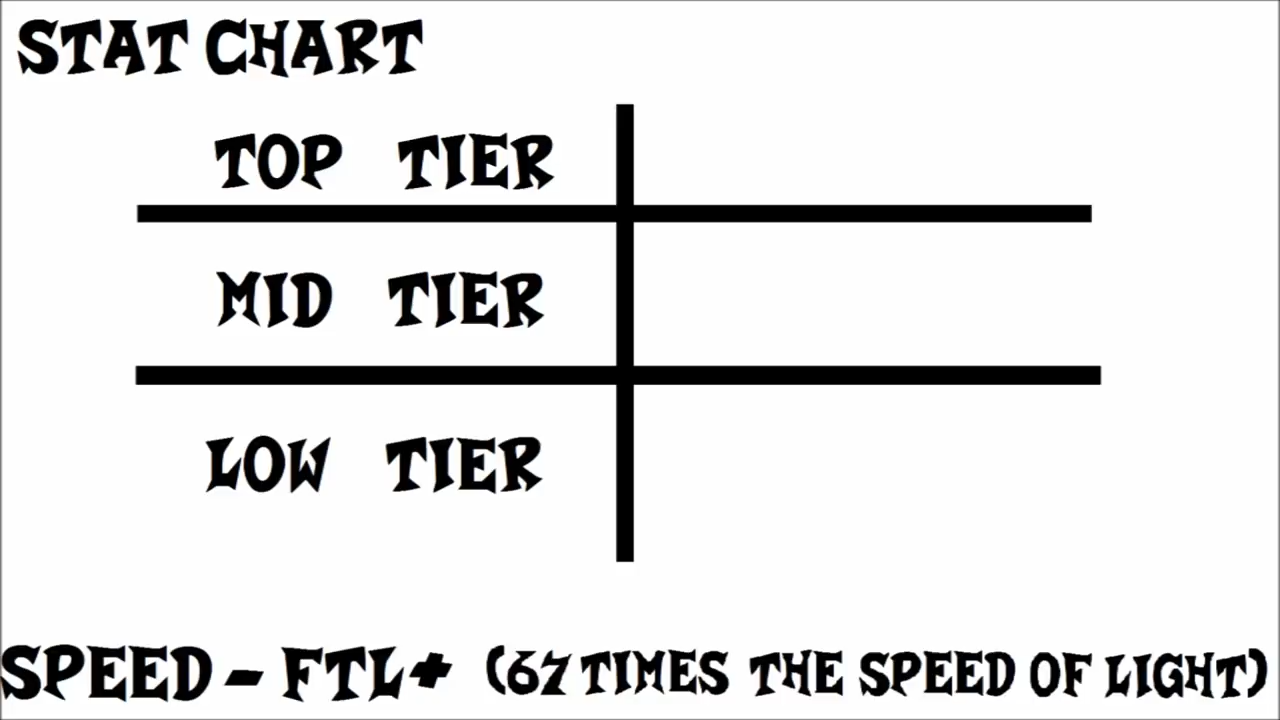 STAT CHART
TOP TIER
MID TIER
LOW TIER
SPEED - FTL+ (67 TIMES THE SPEED OF LIGHT)